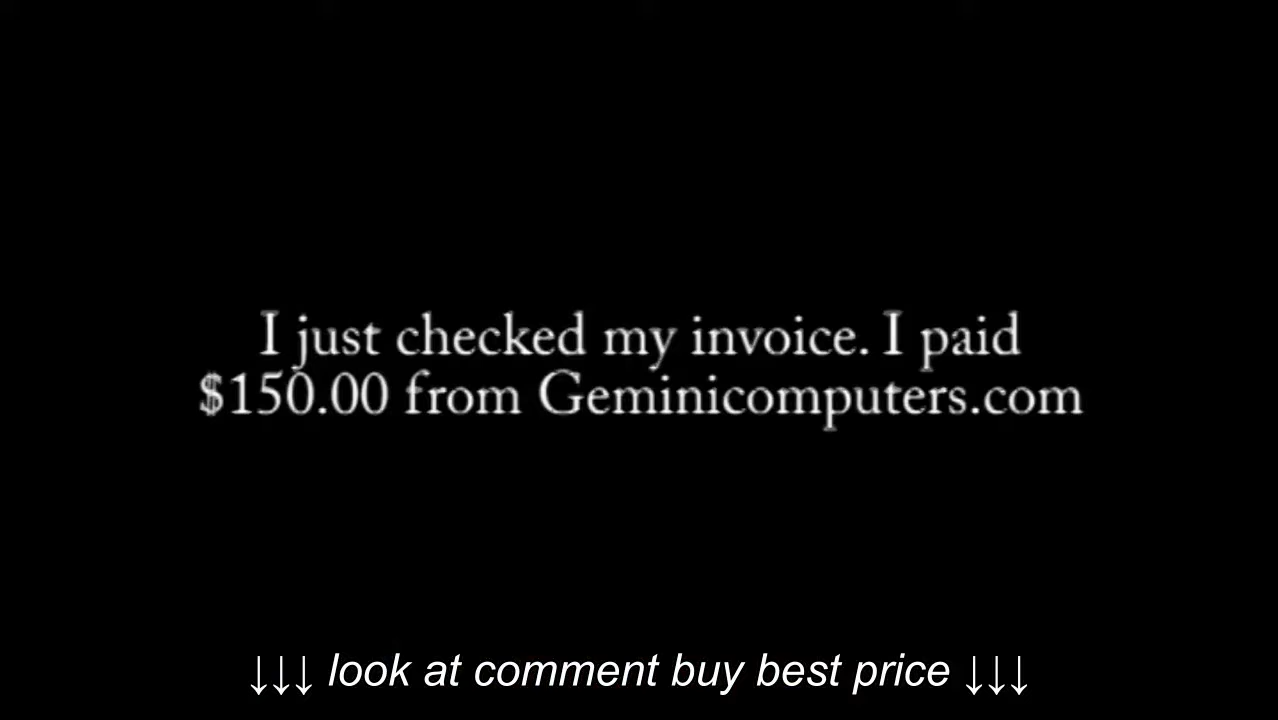 I just checked my invoice. I paid
$150.00 from Geminicomputers.com
↓↓↓ look at comment buy best price ↓↓↓